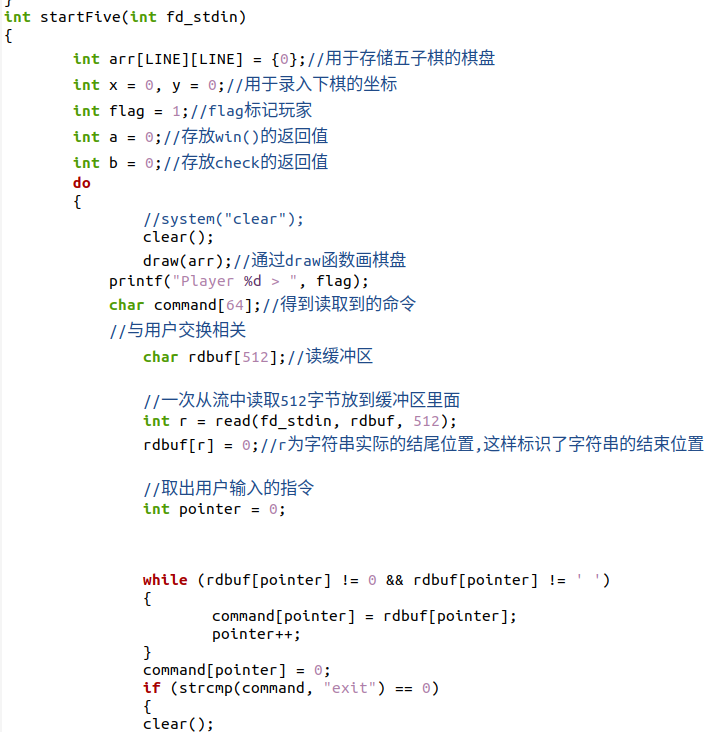 }
int startFive(int fd_stdin)
{
int arr[LINE][LINE] = {0};//用于存储五子棋的棋盘
int x = 0, y = 0;//用于录入下棋的坐标
int flag = 1;//flag标记玩家
int a = 0;//存放win()的返回值
int b = 0;//存放check的返回值
do
{
//system("clear");
clear();
draw(arr);//通过draw函数画棋盘
printf("Player %d > ", flag);
char command[64];//得到读取到的命令
//与用户交换相关
char rdbuf[512];//读缓冲区
//一次从流中读取512字节放到缓冲区里面
int r = read(fd_stdin, rdbuf, 512);
rdbuf[r] = 0;//r为字符串实际的结尾位置,这样标识了字符串的结束位置
//取出用户输入的指令
int pointer = 0;
while (rdbuf[pointer] != 0 && rdbuf[pointer] != ' ')
{
command[pointer] = rdbuf[pointer];
pointer++;
}
command[pointer] = 0;
if (strcmp(command, "exit") == 0)
{
clear();